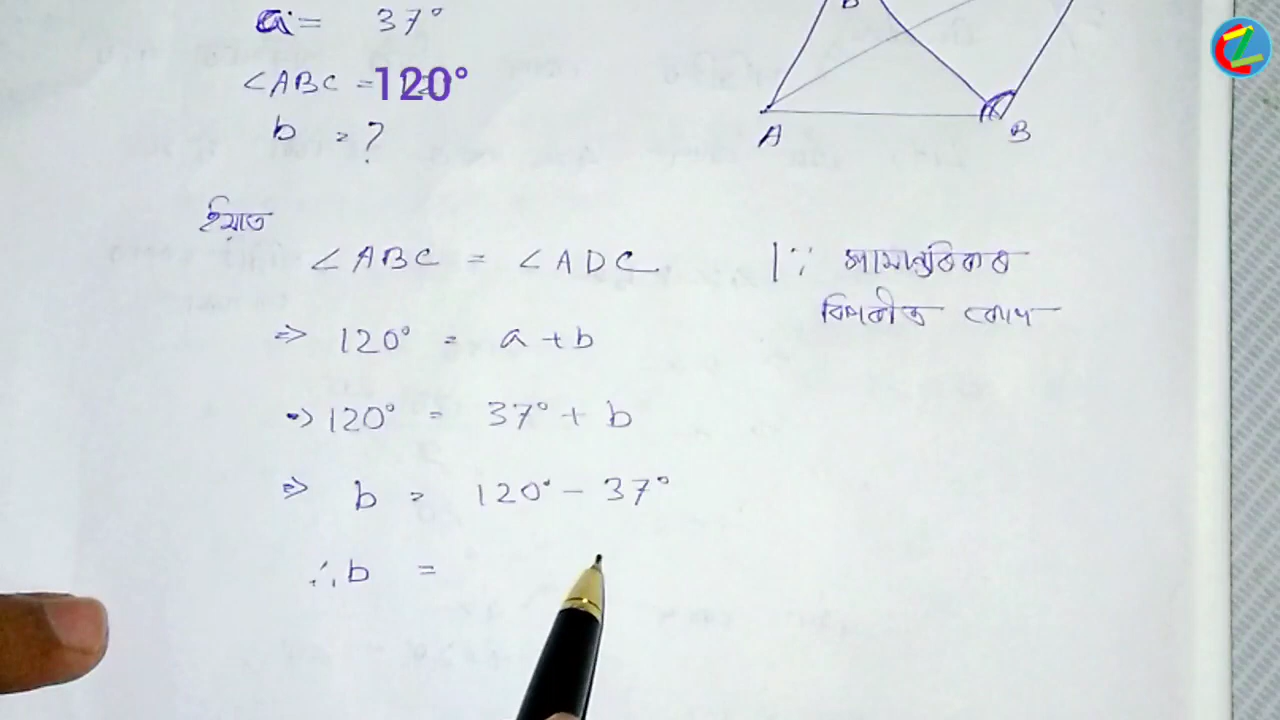 a = 37°
∠ABC = 120°
b = ?
A
B
ইয়াত
∠ABC = ∠ADC |∵ সামান্তৰিকৰ
বিপৰীত কোণ
⇒ 120° = a + b
⇒ 120° = 37° + b
⇒ b = 120° - 37°
∴ b =